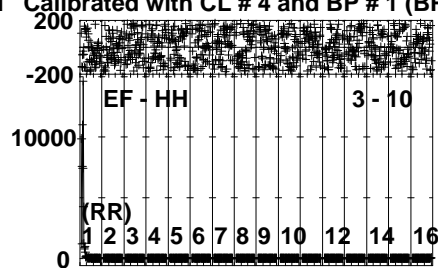 Calibrated with CL # 4 and BP # 1 (BP
200
-200
EF - HH 3 - 10
10000
(RR)
1 2 3 4 5 6 7 8 9 10 12 14 16
0